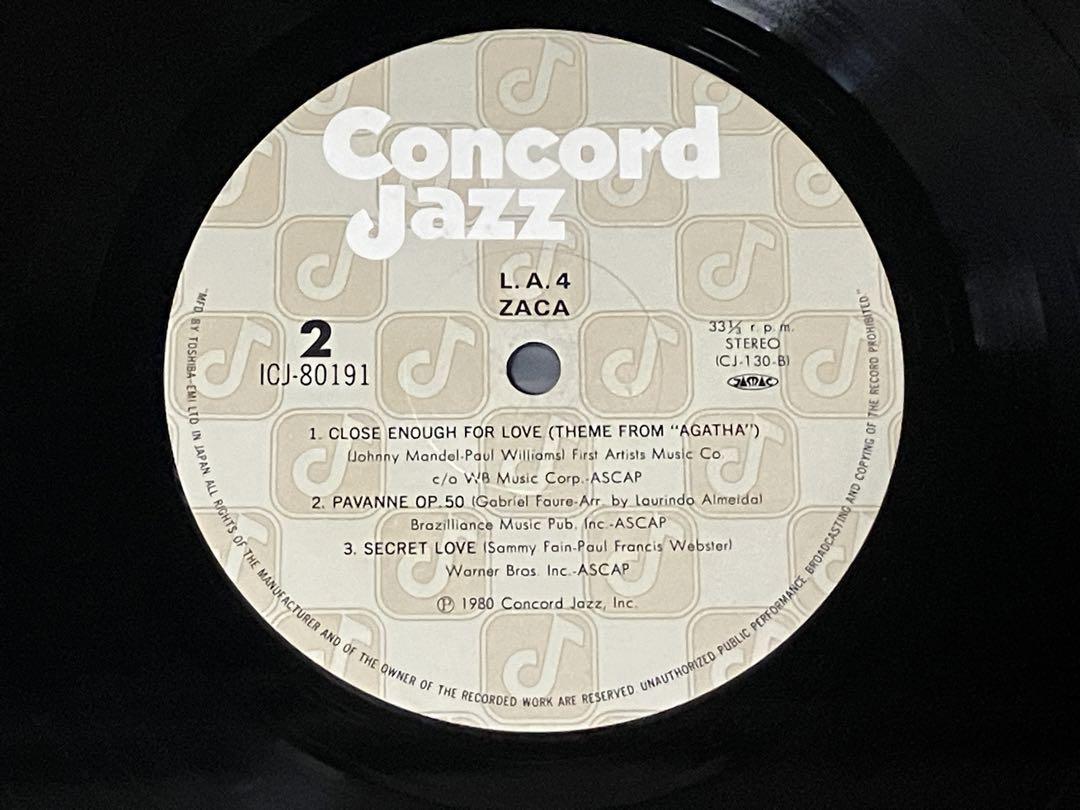 Concord
Jazz
L. A. 4
ZACA
2
ICJ-80191
33⅓ r. p. m.
STEREO
(CJ-130-B)
JASRAC
1. CLOSE ENOUGH FOR LOVE (THEME FROM "AGATHA")
(Johnny Mandel-Paul Williams) First Artists Music Co.
c/o WB Music Corp.-ASCAP
2. PAVANNE OP. 50 (Gabriel Faure-Arr. by Laurindo Almeida)
Brazilliance Music Pub. Inc.-ASCAP
3. SECRET LOVE (Sammy Fain-Paul Francis Webster)
Warner Bros. Inc.-ASCAP
Ⓟ 1980 Concord Jazz, Inc.
"MFD BY TOSHIBA-EMI LTD. IN JAPAN ALL RIGHTS OF THE MANUFACTURER AND OF THE OWNER OF THE RECORDED WORK ARE RESERVED. UNAUTHORIZED PUBLIC PERFORMANCE, BROADCASTING AND COPYING OF THE RECORD PROHIBITED."